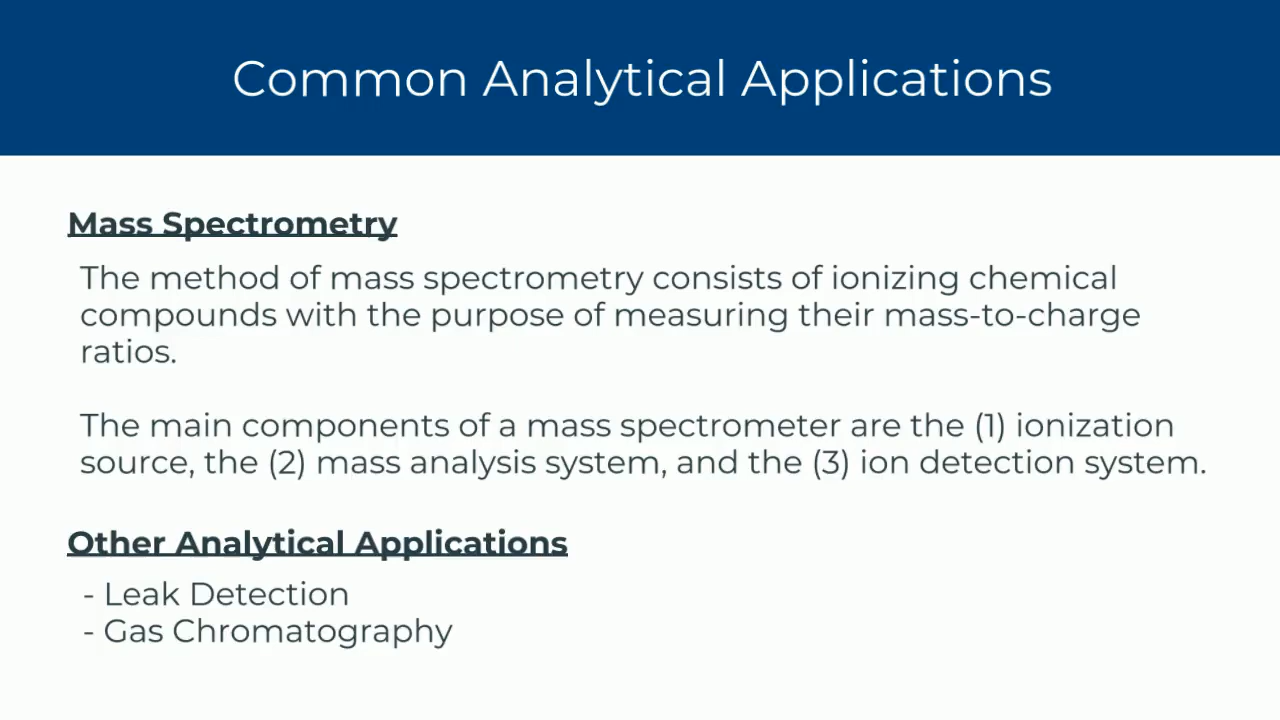 Common Analytical Applications
Mass Spectrometry
The method of mass spectrometry consists of ionizing chemical
compounds with the purpose of measuring their mass-to-charge
ratios.
The main components of a mass spectrometer are the (1) ionization
source, the (2) mass analysis system, and the (3) ion detection system.
Other Analytical Applications
- Leak Detection
- Gas Chromatography